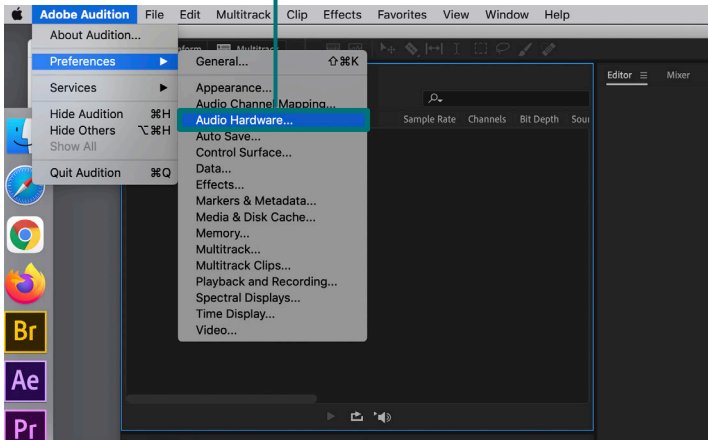 Adobe Audition File Edit Multitrack Clip Effects Favorites View Window Help
About Audition...
Preferences
Services
Hide Audition ⌘H
Hide Others ⌥⌘H
Show All
Quit Audition ⌘Q
General... ⇧⌘K
Appearance...
Audio Channel Mapping...
Audio Hardware...
Auto Save...
Control Surface...
Data...
Effects...
Markers & Metadata...
Media & Disk Cache...
Memory...
Multitrack...
Multitrack Clips...
Playback and Recording...
Spectral Displays...
Time Display...
Video...
Multitrack
Editor Mixer
Sample Rate Channels Bit Depth
Br
Ae
Pr